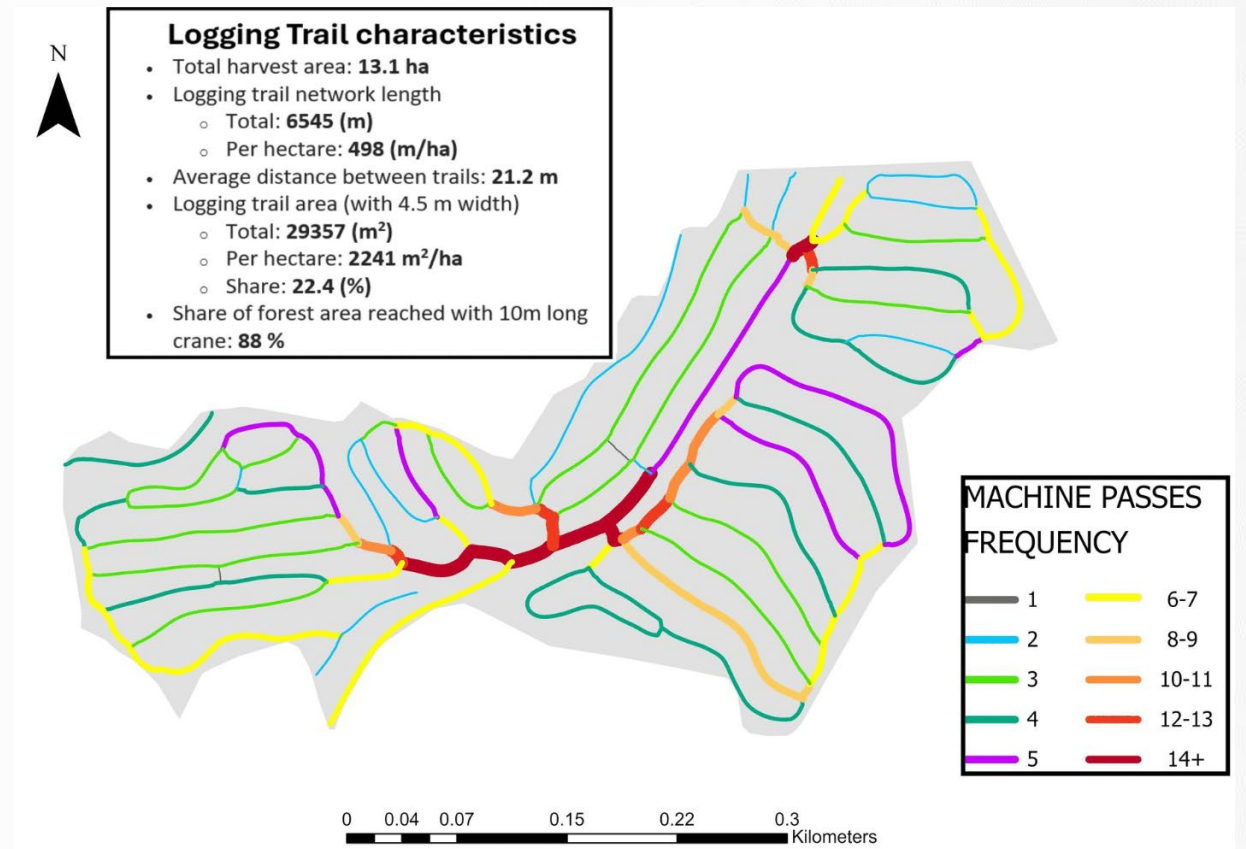 Logging Trail characteristics
• Total harvest area: 13.1 ha
• Logging trail network length
○ Total: 6545 (m)
○ Per hectare: 498 (m/ha)
• Average distance between trails: 21.2 m
• Logging trail area (with 4.5 m width)
○ Total: 29357 (m²)
○ Per hectare: 2241 m²/ha
○ Share: 22.4 (%)
• Share of forest area reached with 10m long
crane: 88 %
N
MACHINE PASSES
FREQUENCY
1
2
3
4
5
6-7
8-9
10-11
12-13
14+
0 0.04 0.07 0.15 0.22 0.3
Kilometers